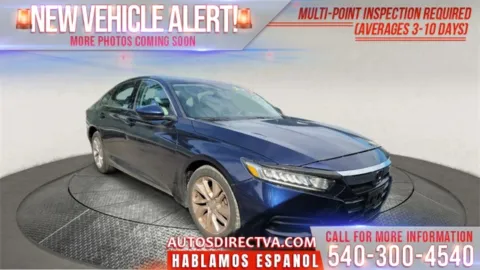 NEW VEHICLE ALERT!
MORE PHOTOS COMING SOON
MULTI-POINT INSPECTION REQUIRED
(AVERAGES 3-10 DAYS)
AUTOSDIRECTVA.COM
HABLAMOS ESPANOL
CALL FOR MORE INFORMATION
540-300-4540